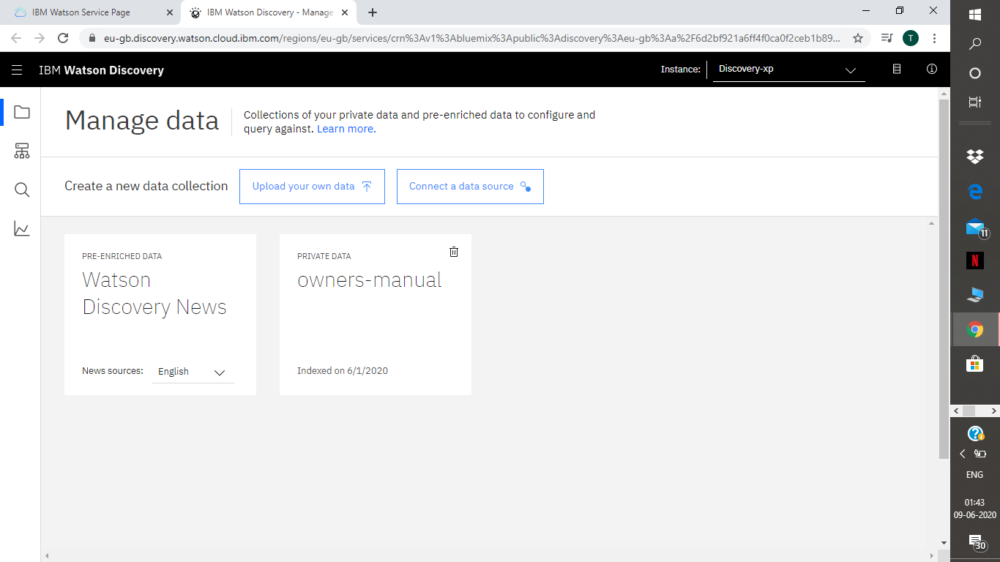 IBM Watson Service Page
IBM Watson Discovery - Manage
eu-gb.discovery.watson.cloud.ibm.com/regions/eu-gb/services/crn%3Av1%3Abluemix%3Apublic%3Adiscovery%3Aeu-gb%3Aa%2F6d2bf921a6ff4f0ca0f2ceb1b89...
T
IBM Watson Discovery
Instance:
Discovery-xp
Manage data
Collections of your private data and pre-enriched data to configure and
query against. Learn more.
Create a new data collection
Upload your own data
Connect a data source
PRE-ENRICHED DATA
Watson
Discovery News
News sources:
English
PRIVATE DATA
owners-manual
Indexed on 6/1/2020
11
N
ENG
01:43
09-06-2020
30